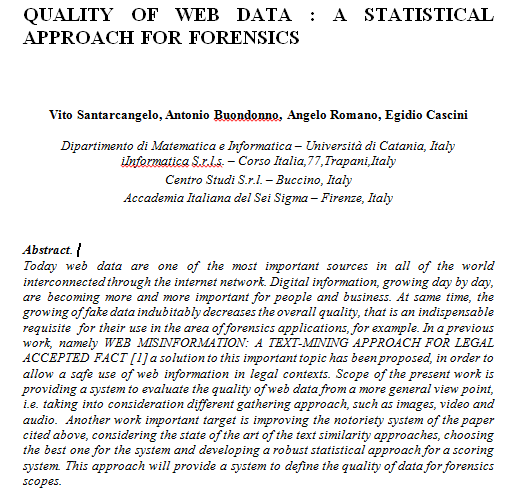 QUALITY OF WEB DATA : A STATISTICAL
APPROACH FOR FORENSICS
Vito Santarcangelo, Antonio Buondonno, Angelo Romano, Egidio Cascini
Dipartimento di Matematica e Informatica – Università di Catania, Italy
iInformatica S.r.l.s. – Corso Italia,77,Trapani,Italy
Centro Studi S.r.l. – Buccino, Italy
Accademia Italiana del Sei Sigma – Firenze, Italy
Abstract.
Today web data are one of the most important sources in all of the world
interconnected through the internet network. Digital information, growing day by day,
are becoming more and more important for people and business. At same time, the
growing of fake data indubitably decreases the overall quality, that is an indispensable
requisite for their use in the area of forensics applications, for example. In a previous
work, namely WEB MISINFORMATION: A TEXT-MINING APPROACH FOR LEGAL
ACCEPTED FACT [1] a solution to this important topic has been proposed, in order to
allow a safe use of web information in legal contexts. Scope of the present work is
providing a system to evaluate the quality of web data from a more general view point,
i.e. taking into consideration different gathering approach, such as images, video and
audio. Another work important target is improving the notoriety system of the paper
cited above, considering the state of the art of the text similarity approaches, choosing
the best one for the system and developing a robust statistical approach for a scoring
system. This approach will provide a system to define the quality of data for forensics
scopes.